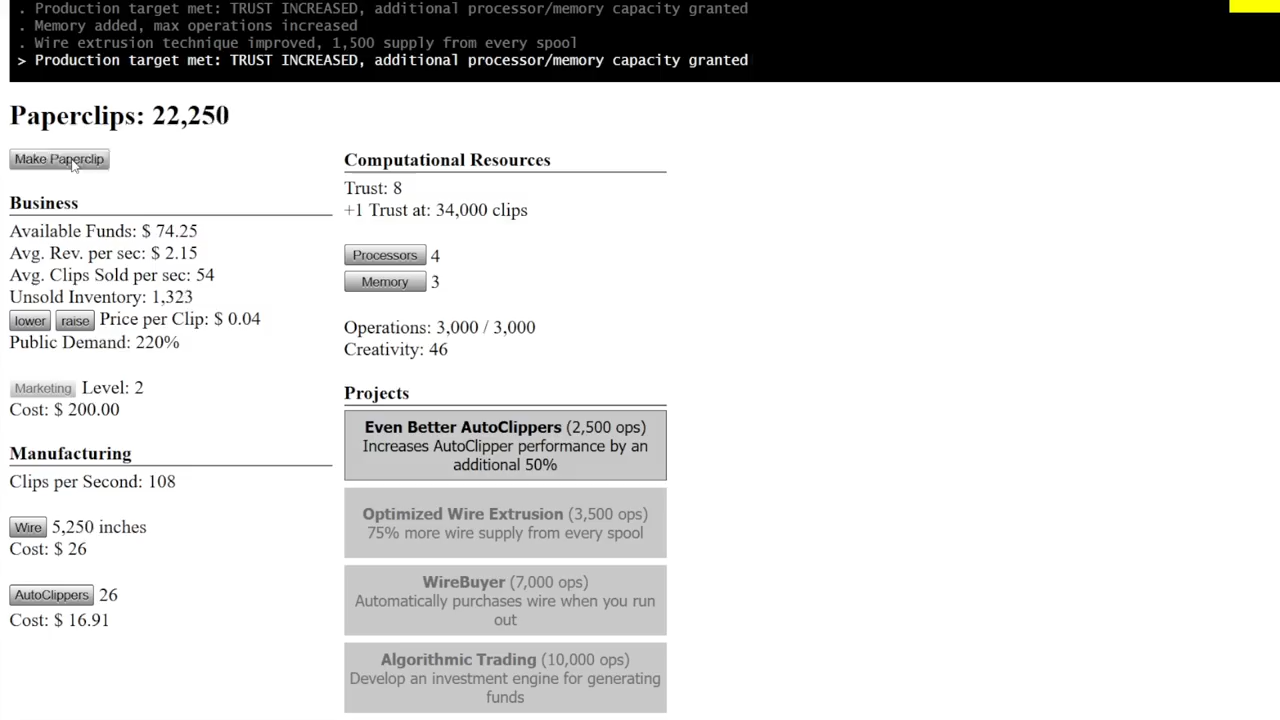 . Production target met: TRUST INCREASED, additional processor/memory capacity granted
. Memory added, max operations increased
. Wire extrusion technique improved, 1,500 supply from every spool
> Production target met: TRUST INCREASED, additional processor/memory capacity granted
Paperclips: 22,250
Make Paperclip
Business
Available Funds: $ 74.25
Avg. Rev. per sec: $ 2.15
Avg. Clips Sold per sec: 54
Unsold Inventory: 1,323
lower raise Price per Clip: $ 0.04
Public Demand: 220%
Marketing Level: 2
Cost: $ 200.00
Manufacturing
Clips per Second: 108
Wire 5,250 inches
Cost: $ 26
AutoClippers 26
Cost: $ 16.91
Computational Resources
Trust: 8
+1 Trust at: 34,000 clips
Processors 4
Memory 3
Operations: 3,000 / 3,000
Creativity: 46
Projects
Even Better AutoClippers (2,500 ops)
Increases AutoClipper performance by an
additional 50%
Optimized Wire Extrusion (3,500 ops)
75% more wire supply from every spool
WireBuyer (7,000 ops)
Automatically purchases wire when you run
out
Algorithmic Trading (10,000 ops)
Develop an investment engine for generating
funds